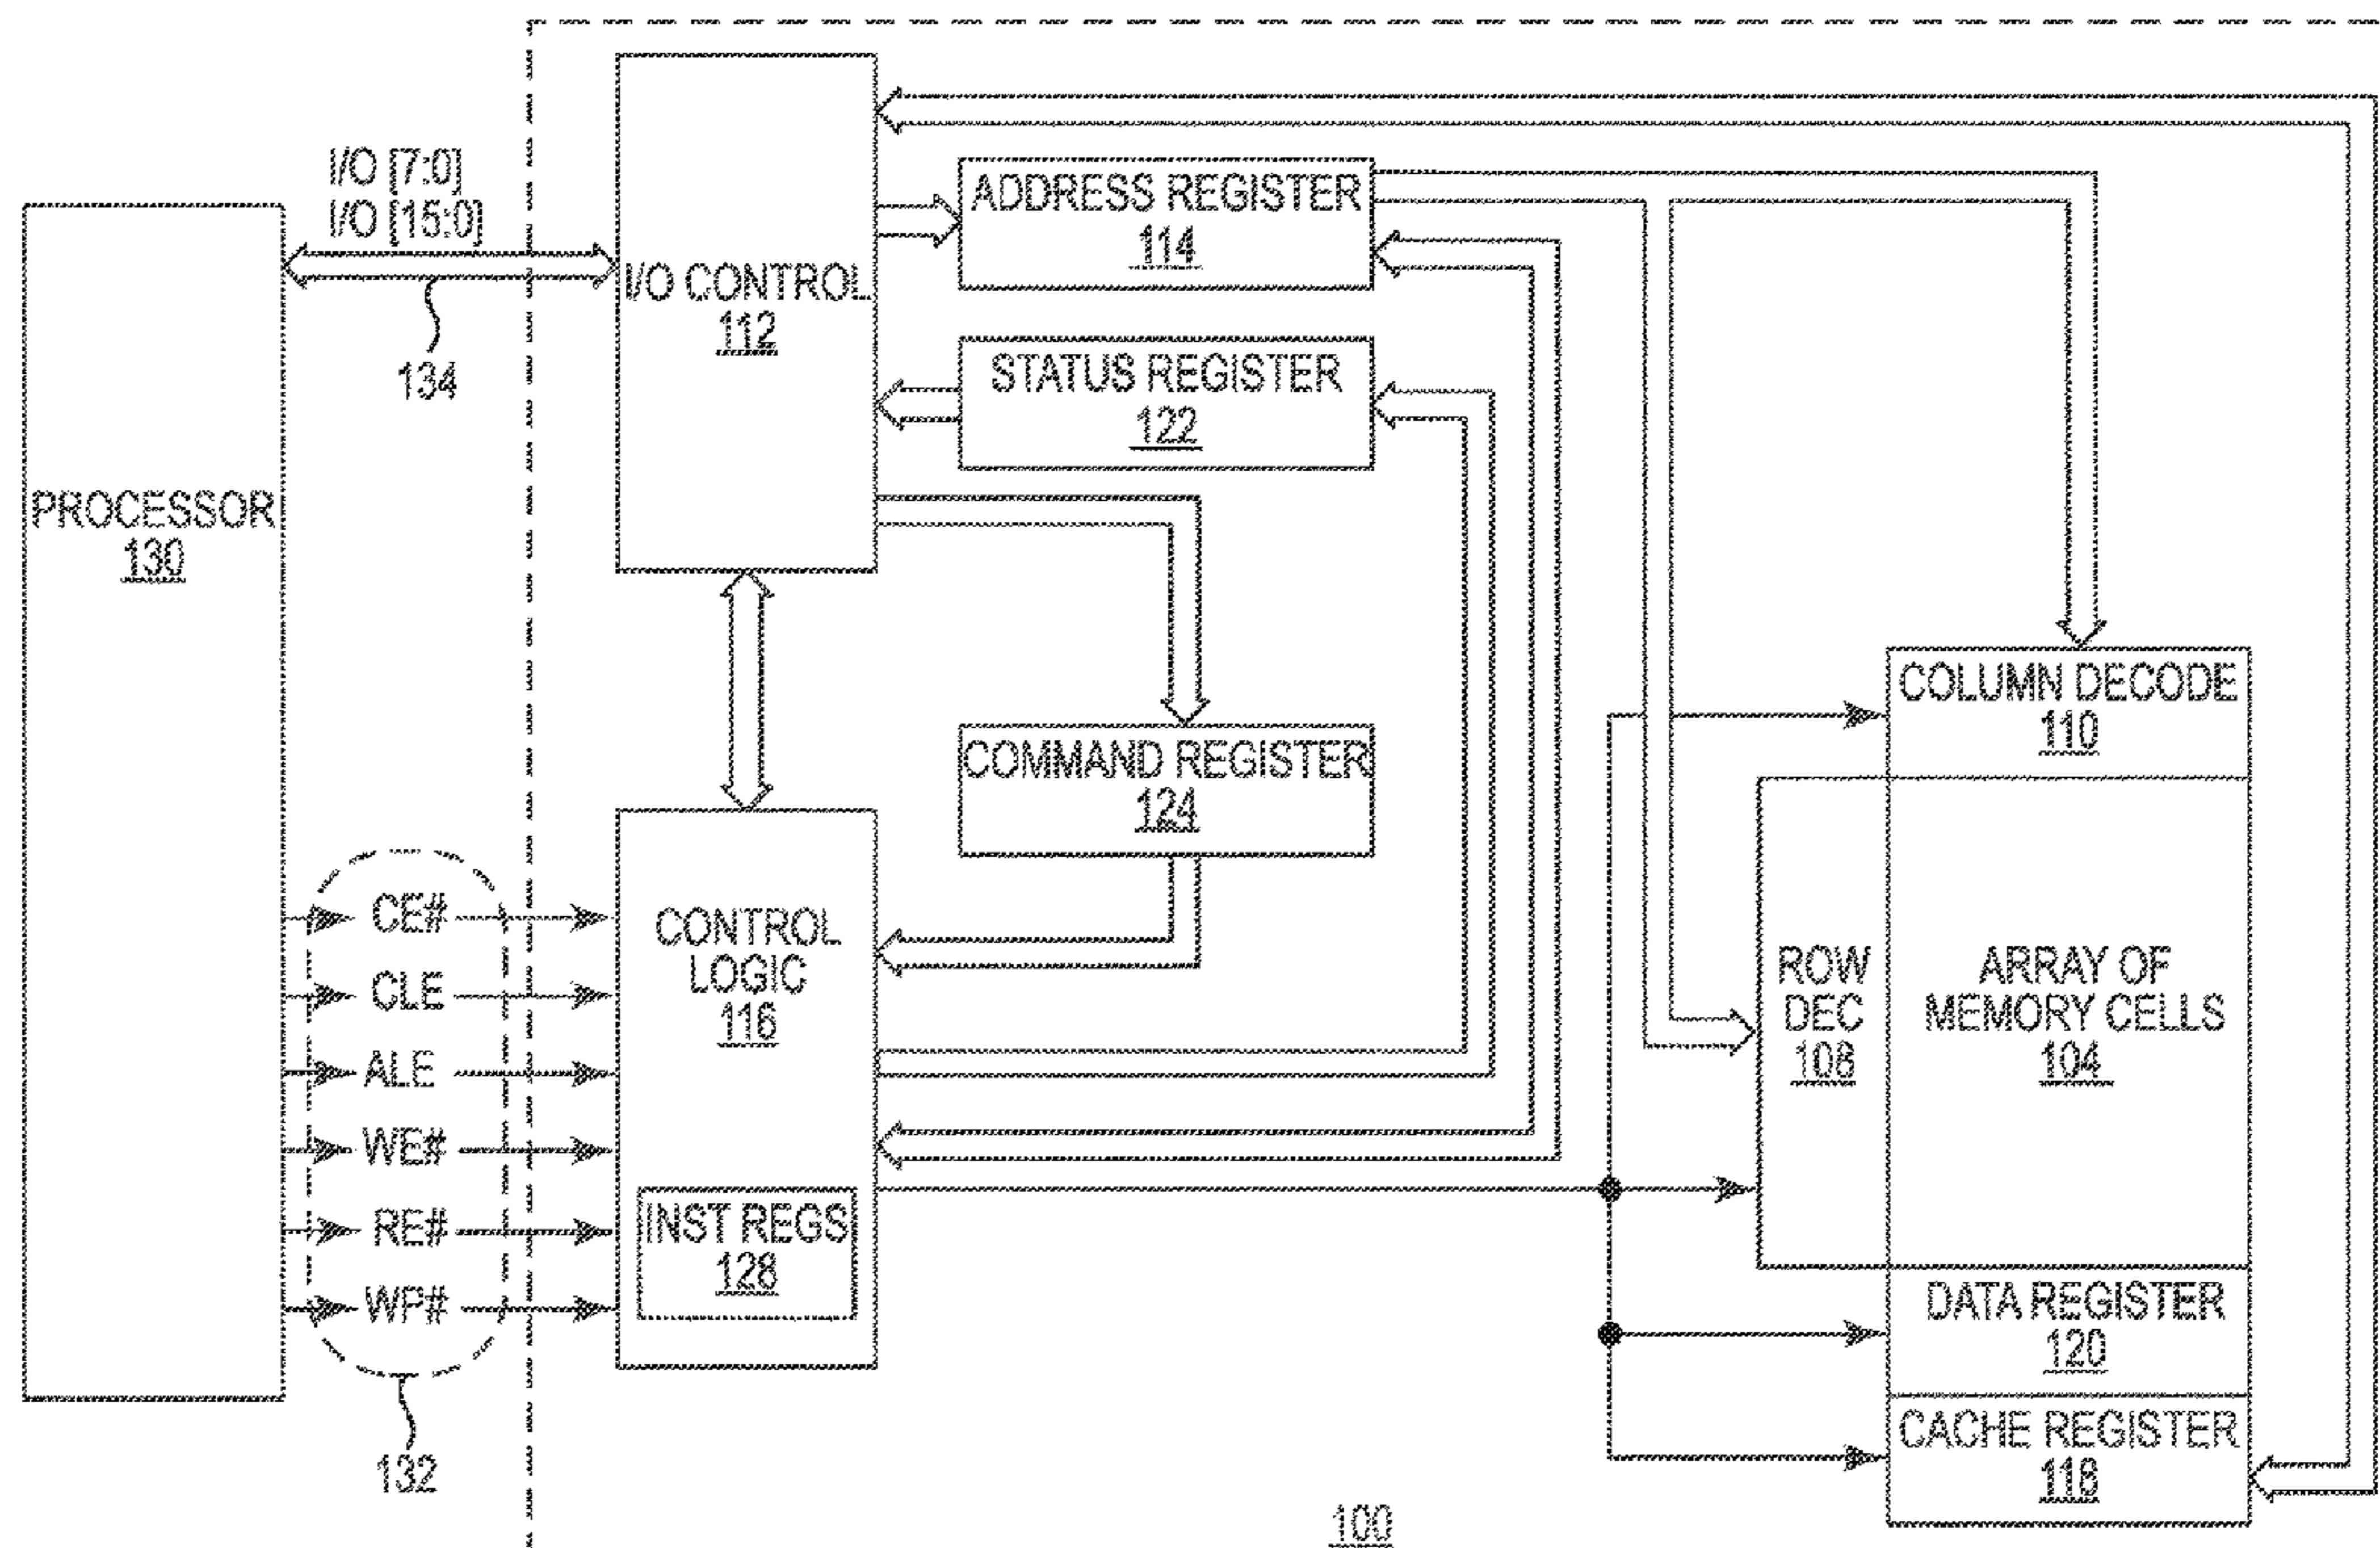 I/O [7:0]
I/O [15:0]
134
PROCESSOR
130
I/O CONTROL
112
ADDRESS REGISTER
114
STATUS REGISTER
122
COMMAND REGISTER
124
CE#
CLE
ALE
WE#
RE#
WP#
132
CONTROL
LOGIC
116
INST REGS
128
COLUMN DECODE
110
ROW
DEC
108
ARRAY OF
MEMORY CELLS
104
DATA REGISTER
120
CACHE REGISTER
118
100